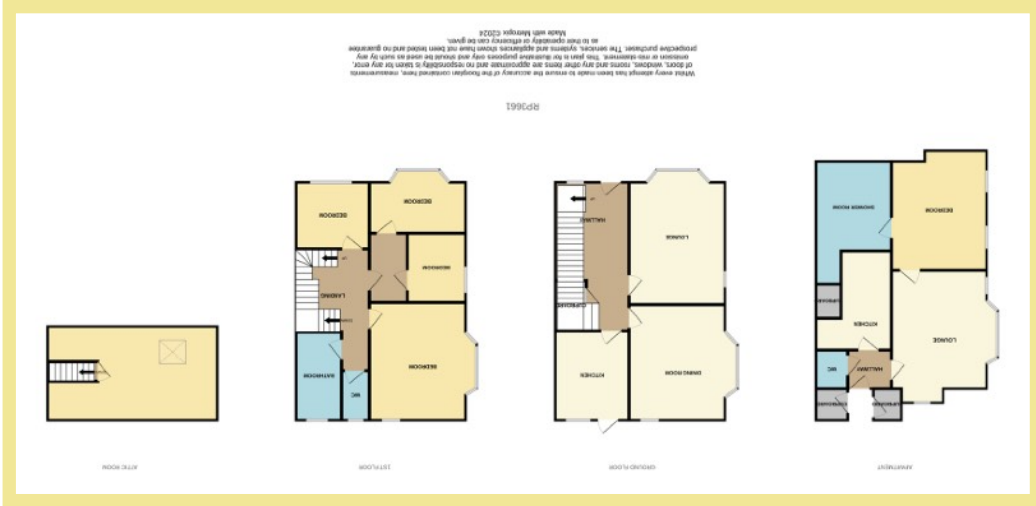 APARTMENT
CUPBOARD
CUPBOARD
HALLWAY
WC
LOUNGE
KITCHEN
CUPBOARD
BEDROOM
SHOWER ROOM
GROUND FLOOR
DINING ROOM
KITCHEN
CUPBOARD
LOUNGE
HALLWAY
UP
1ST FLOOR
BEDROOM
WC
BATHROOM
DOWN
LANDING
BEDROOM
UP
BEDROOM
BEDROOM
ATTIC ROOM
RP3661
Whilst every attempt has been made to ensure the accuracy of the floorplan contained here, measurements
of doors, windows, rooms and any other items are approximate and no responsibility is taken for any error,
omission or mis-statement. This plan is for illustrative purposes only and should be used as such by any
prospective purchaser. The services, systems and appliances shown have not been tested and no guarantee
as to their operability or efficiency can be given.
Made with Metropix ©2024